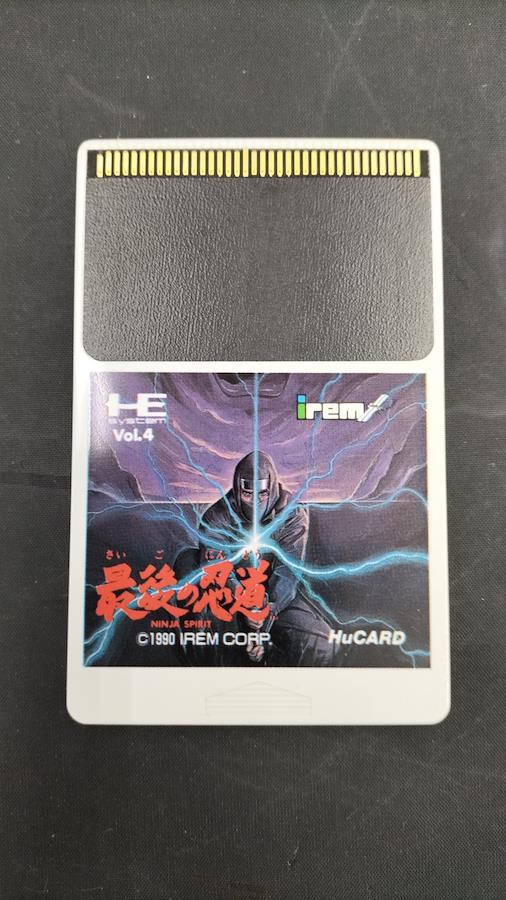 HE
system
Vol.4
irem
さいご にんどう
最後の忍道
NINJA SPIRIT
©1990 IREM CORP.
HuCARD